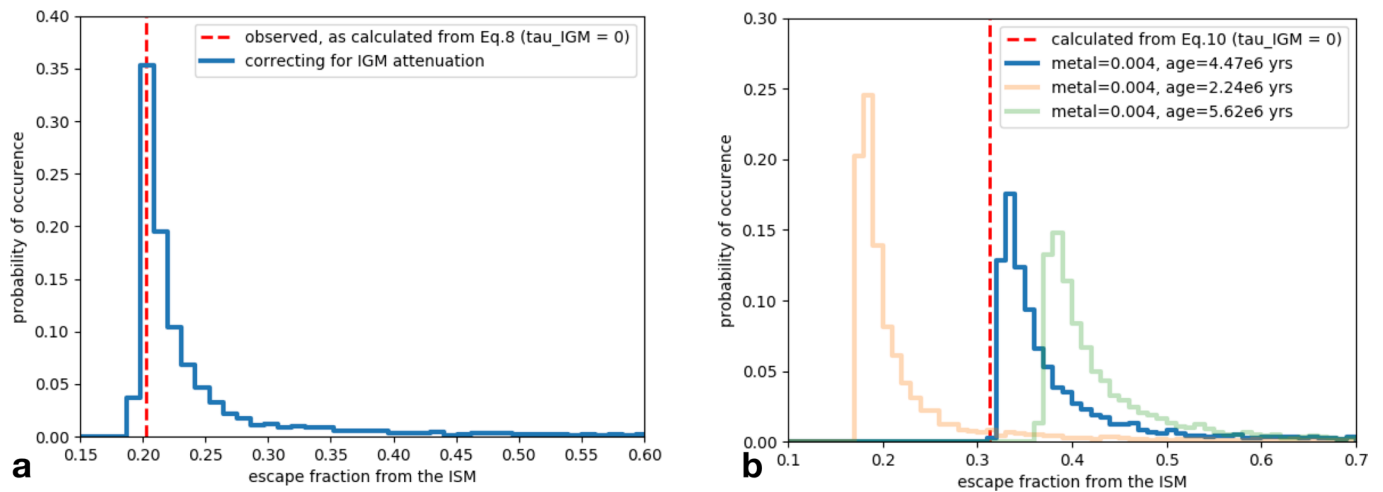 0.40
0.35
0.30
0.25
0.20
0.15
0.10
0.05
0.00
probability of occurence
observed, as calculated from Eq.8 (tau_IGM = 0)
correcting for IGM attenuation
0.15 0.20 0.25 0.30 0.35 0.40 0.45 0.50 0.55 0.60
escape fraction from the ISM
a
0.30
0.25
0.20
0.15
0.10
0.05
0.00
probability of occurence
calculated from Eq.10 (tau_IGM = 0)
metal=0.004, age=4.47e6 yrs
metal=0.004, age=2.24e6 yrs
metal=0.004, age=5.62e6 yrs
0.1 0.2 0.3 0.4 0.5 0.6 0.7
escape fraction from the ISM
b